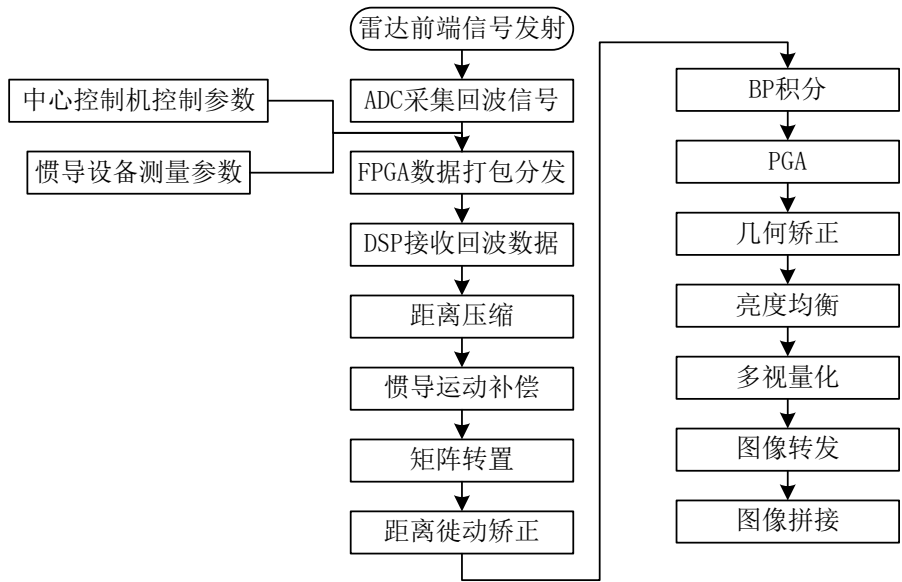 雷达前端信号发射
中心控制机控制参数
ADC采集回波信号
惯导设备测量参数
FPGA数据打包分发
DSP接收回波数据
距离压缩
惯导运动补偿
矩阵转置
距离徙动矫正
BP积分
PGA
几何矫正
亮度均衡
多视量化
图像转发
图像拼接